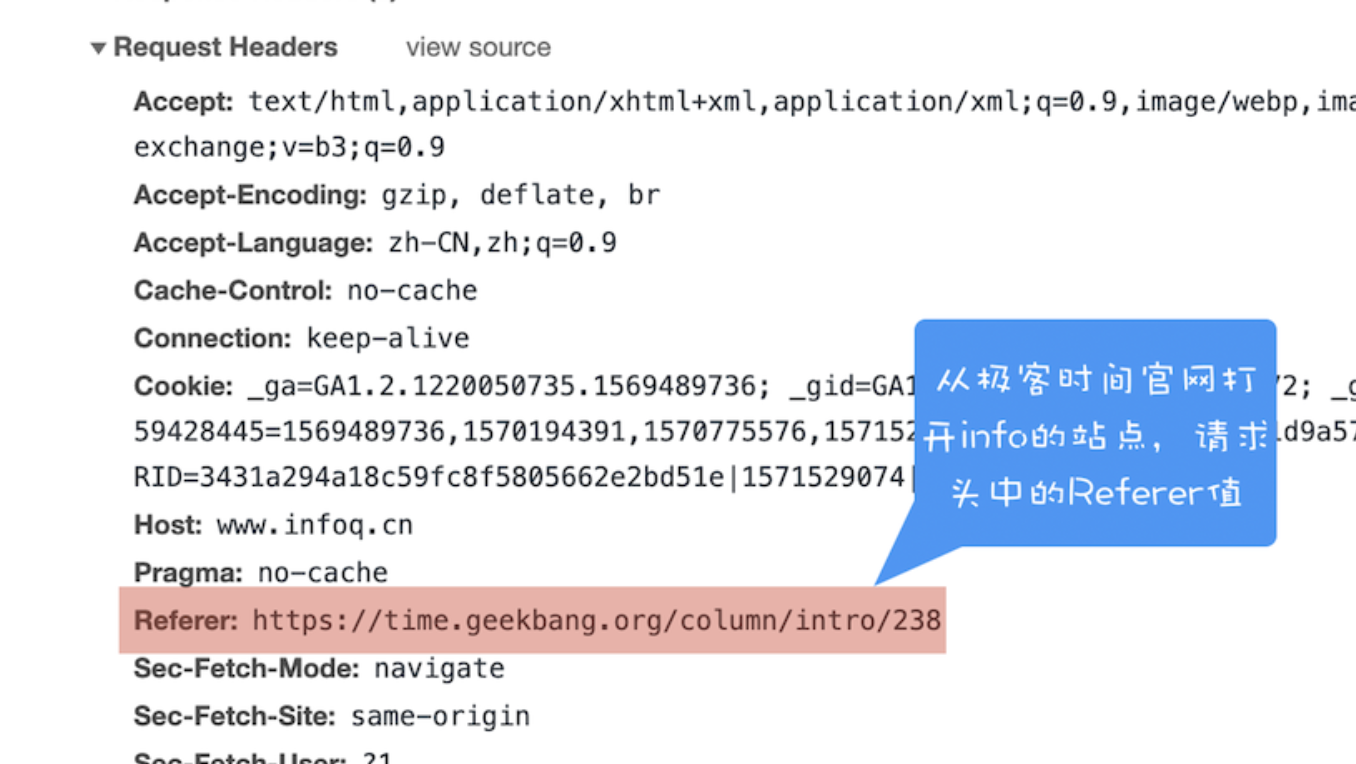 Request Headers view source
Accept: text/html,application/xhtml+xml,application/xml;q=0.9,image/webp,ima
exchange;v=b3;q=0.9
Accept-Encoding: gzip, deflate, br
Accept-Language: zh-CN,zh;q=0.9
Cache-Control: no-cache
Connection: keep-alive
Cookie: _ga=GA1.2.1220050735.1569489736; _gid=GA1 2; _g
59428445=1569489736,1570194391,1570775576,157152 d9a57
RID=3431a294a18c59fc8f5805662e2bd51e|1571529074|
从极客时间官网打
开info的站点，请求
头中的Referer值
Host: www.infoq.cn
Pragma: no-cache
Referer: https://time.geekbang.org/column/intro/238
Sec-Fetch-Mode: navigate
Sec-Fetch-Site: same-origin
Sec-Fetch-User: ?1